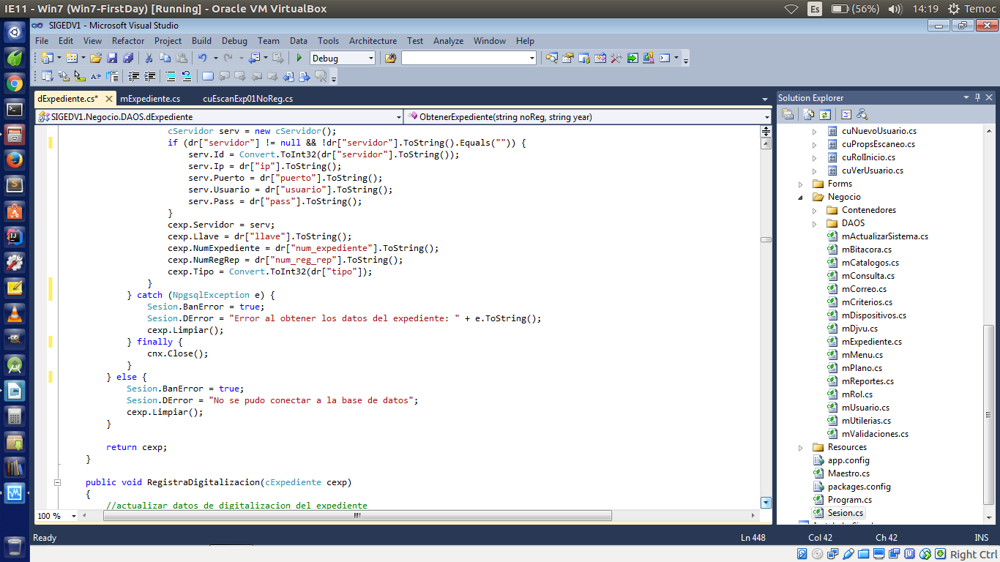 IE11 - Win7 (Win7-FirstDay) [Running] - Oracle VM VirtualBox
Es
(56%)
14:19
Temoc
SIGEDV1 - Microsoft Visual Studio
File Edit View Refactor Project Build Debug Team Data Tools Architecture Test Analyze Window Help
Debug
dExpediente.cs* mExpediente.cs cuEscanExp01NoReg.cs
SIGEDV1.Negocio.DAOS.dExpediente
ObtenerExpediente(string noReg, string year)
cServidor serv = new cServidor();
if (dr["servidor"] != null && !dr["servidor"].ToString().Equals("")) {
serv.Id = Convert.ToInt32(dr["servidor"].ToString());
serv.Ip = dr["ip"].ToString();
serv.Puerto = dr["puerto"].ToString();
serv.Usuario = dr["usuario"].ToString();
serv.Pass = dr["pass"].ToString();
}
cexp.Servidor = serv;
cexp.Llave = dr["llave"].ToString();
cexp.NumExpediente = dr["num_expediente"].ToString();
cexp.NumRegRep = dr["num_reg_rep"].ToString();
cexp.Tipo = Convert.ToInt32(dr["tipo"]);
}
} catch (NpgsqlException e) {
Sesion.BanError = true;
Sesion.DError = "Error al obtener los datos del expediente: " + e.ToString();
cexp.Limpiar();
} finally {
cnx.Close();
}
} else {
Sesion.BanError = true;
Sesion.DError = "No se pudo conectar a la base de datos";
cexp.Limpiar();
}
return cexp;
}
public void RegistraDigitalizacion(cExpediente cexp)
{
//actualizar datos de digitalizacion del expediente
100 %
Solution Explorer
cuNuevoUsuario.cs
cuPropsEscaneo.cs
cuRolInicio.cs
cuVerUsuario.cs
Forms
Negocio
Contenedores
DAOS
mActualizarSistema.cs
mBitacora.cs
mCatalogos.cs
mConsulta.cs
mCorreo.cs
mCriterios.cs
mDispositivos.cs
mDjvu.cs
mExpediente.cs
mMenu.cs
mPlano.cs
mReportes.cs
mRol.cs
mUsuario.cs
mUtilerias.cs
mValidaciones.cs
Resources
app.config
Maestro.cs
packages.config
Program.cs
Sesion.cs
Ready
Ln 448
Col 42
Ch 42
INS
Right Ctrl